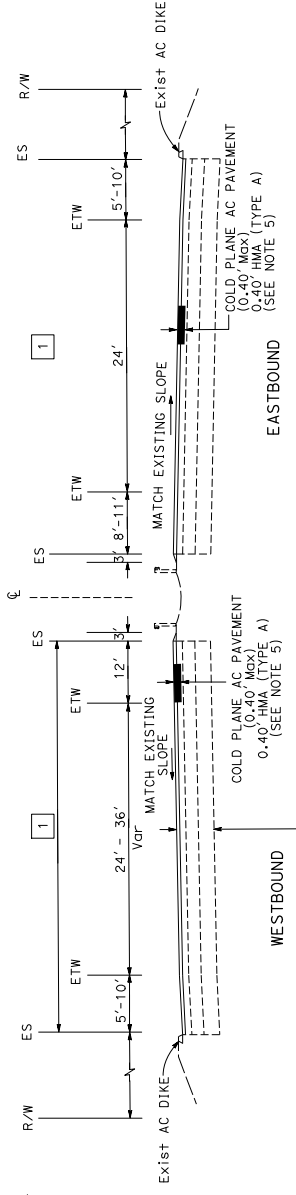 R/W
ES
1
ETW
ETW
ES
℄
ES
ETW
1
ETW
ES
R/W
5'-10'
24' - 36'
Var
12'
3'
3'
8'-11'
24'
5'-10'
Exist AC DIKE
MATCH EXISTING
SLOPE
MATCH EXISTING SLOPE
Exist AC DIKE
COLD PLANE AC PAVEMENT
(0.40' Max)
0.40' HMA (TYPE A)
(SEE NOTE 5)
COLD PLANE AC PAVEMENT
(0.40' Max)
0.40' HMA (TYPE A)
(SEE NOTE 5)
WESTBOUND
EASTBOUND